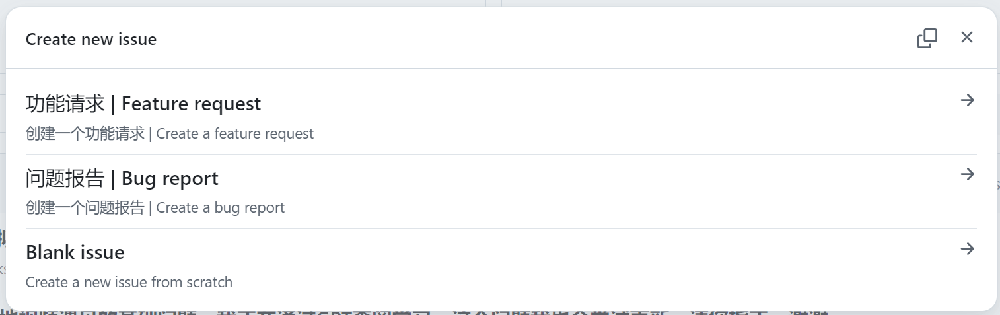 Create new issue
功能请求 | Feature request
创建一个功能请求 | Create a feature request
问题报告 | Bug report
创建一个问题报告 | Create a bug report
Blank issue
Create a new issue from scratch